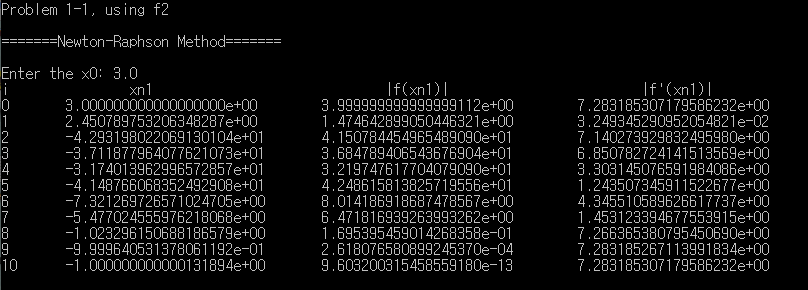 Problem 1-1, using f2
=======Newton-Raphson Method=======
Enter the x0: 3.0
i xn1 |f(xn1)| |f'(xn1)|
0 3.000000000000000000e+00 3.999999999999999112e+00 7.283185307179586232e+00
1 2.450789753206348287e+00 1.474642899050446321e+00 3.249345290952054821e-02
2 -4.293198022069130104e+01 4.150784454965489090e+01 7.140273929832495980e+00
3 -3.711877964077621073e+01 3.684789406543676904e+01 6.850782724141513569e+00
4 -3.174013962996572857e+01 3.219747617704079090e+01 3.303145076591984086e+00
5 -4.148766068352492908e+01 4.248615813825719556e+01 1.243507345911522677e+00
6 -7.321269726571024705e+00 8.014186918687478567e+00 4.345510589626617737e+00
7 -5.477024555976218068e+00 6.471816939263993262e+00 1.453123394677553915e+00
8 -1.023296150688186579e+00 1.695395459014268358e-01 7.266365380795450690e+00
9 -9.999640531378061192e-01 2.618076580899245370e-04 7.283185267113991834e+00
10 -1.000000000000131894e+00 9.603200315458559180e-13 7.283185307179586232e+00